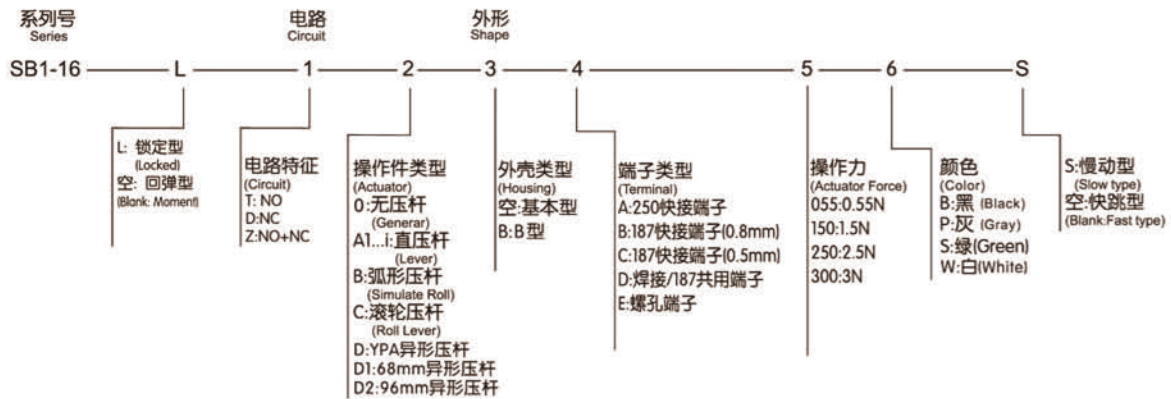 系列号
Series
电路
Circuit
外形
Shape
SB1-16 L 1 2 3 4 5 6 S
L: 锁定型
(Locked)
空: 回弹型
(Blank: Moment)
电路特征
(Circuit)
T: NO
D:NC
Z:NO+NC
操作件类型
(Actuator)
0:无压杆
(Generar)
A1...i:直压杆
(Lever)
B:弧形压杆
(Simulate Roll)
C:滚轮压杆
(Roll Lever)
D:YPA异形压杆
D1:68mm异形压杆
D2:96mm异形压杆
外壳类型
(Housing)
空:基本型
B:B型
端子类型
(Terminal)
A:250快接端子
B:187快接端子(0.8mm)
C:187快接端子(0.5mm)
D:焊接/187共用端子
E:螺孔端子
操作力
(Actuator Force)
055:0.55N
150:1.5N
250:2.5N
300:3N
颜色
(Color)
B:黑 (Black)
P:灰 (Gray)
S:绿(Green)
W:白(White)
S:慢动型
(Slow type)
空:快跳型
(Blank:Fast type)